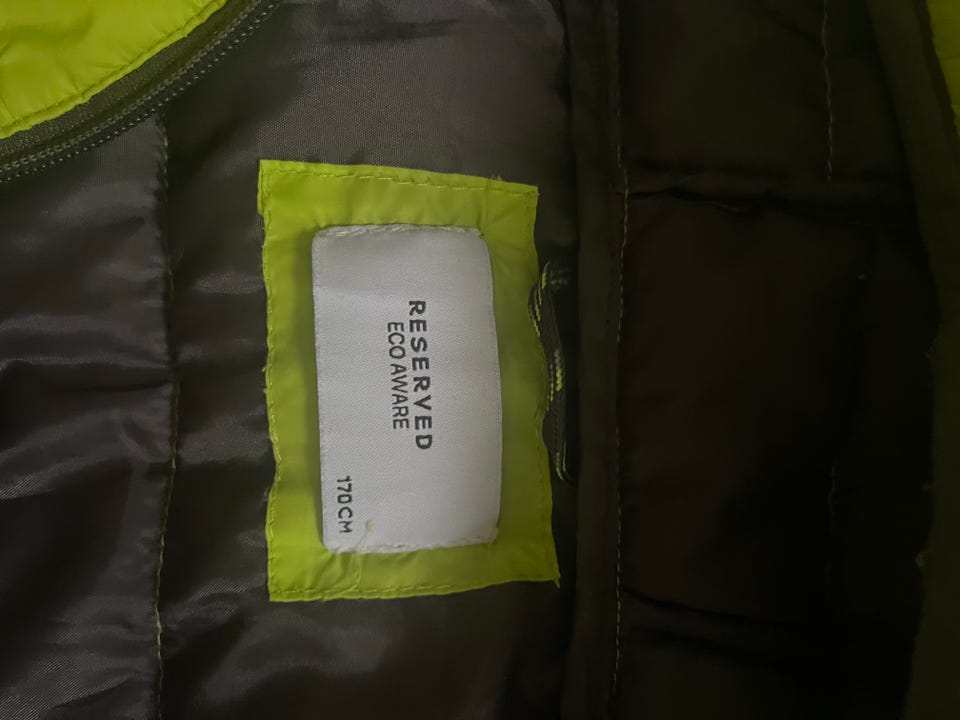 RESERVED
ECO AWARE
170CM